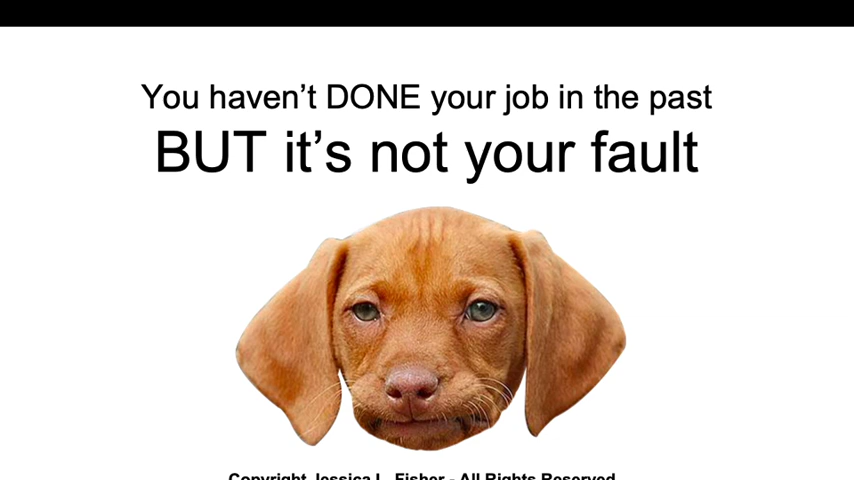 You haven’t DONE your job in the past
BUT it’s not your fault
Copyright Jessica L. Fisher - All Rights Reserved